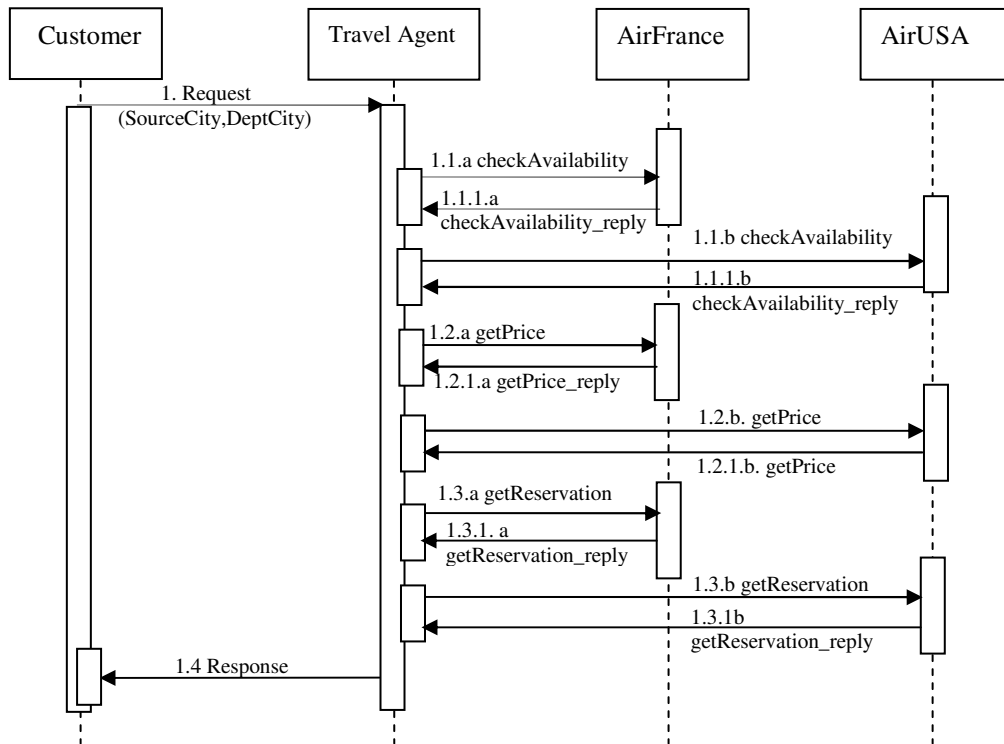 Customer
Travel Agent
AirFrance
AirUSA
1. Request
(SourceCity,DeptCity)
1.1.a checkAvailability
1.1.1.a
checkAvailability_reply
1.1.b checkAvailability
1.1.1.b
checkAvailability_reply
1.2.a getPrice
1.2.1.a getPrice_reply
1.2.b. getPrice
1.2.1.b. getPrice
1.3.a getReservation
1.3.1. a
getReservation_reply
1.3.b getReservation
1.3.1b
getReservation_reply
1.4 Response